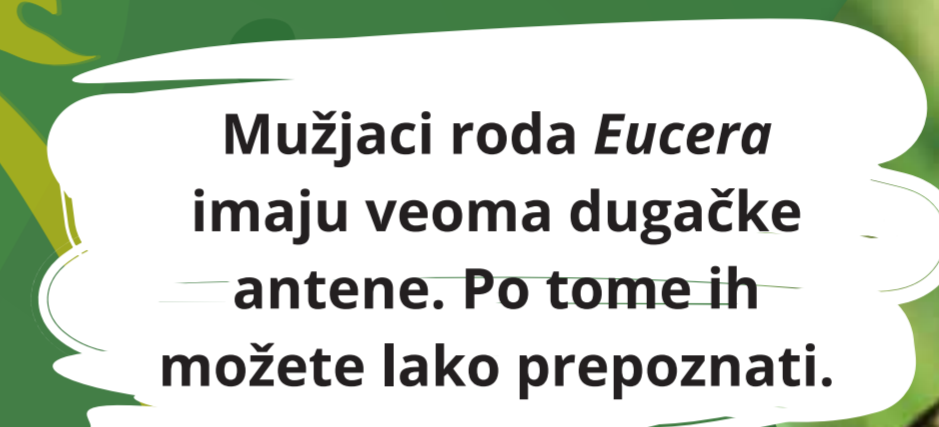 Mužjaci roda Eucera
imaju veoma dugačke
antene. Po tome ih
možete lako prepoznati.